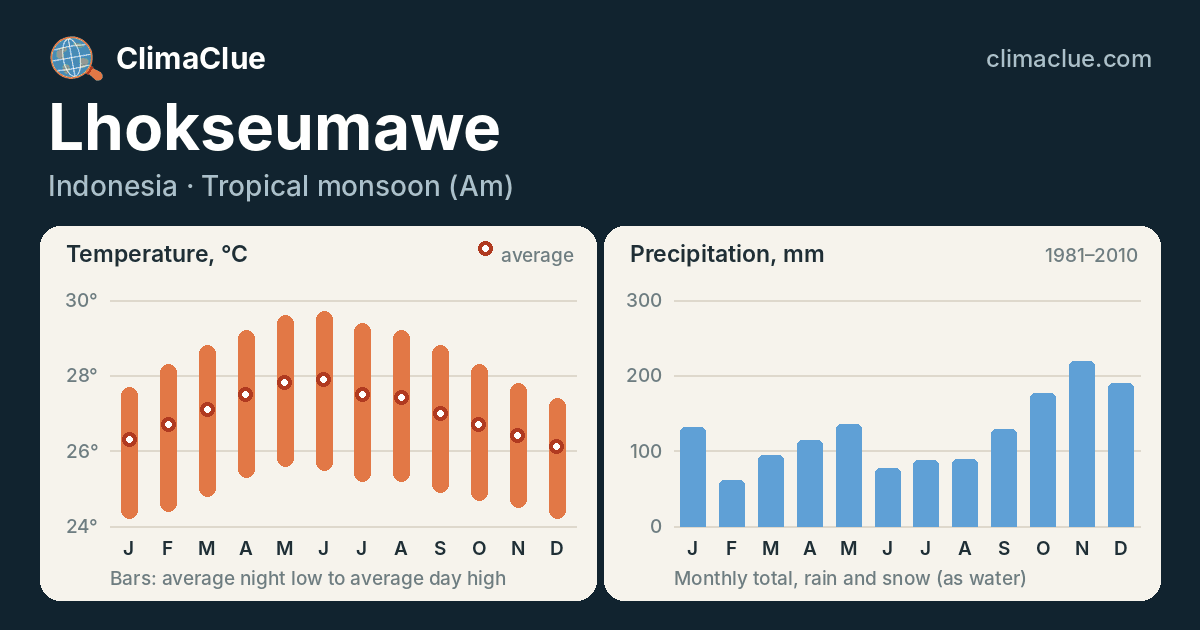 ClimaClue
climaclue.com
Lhokseumawe
Indonesia · Tropical monsoon (Am)
Temperature, °C
average
30°
28°
26°
24°
J F M A M J J A S O N D
Bars: average night low to average day high
Precipitation, mm
1981–2010
300
200
100
0
J F M A M J J A S O N D
Monthly total, rain and snow (as water)